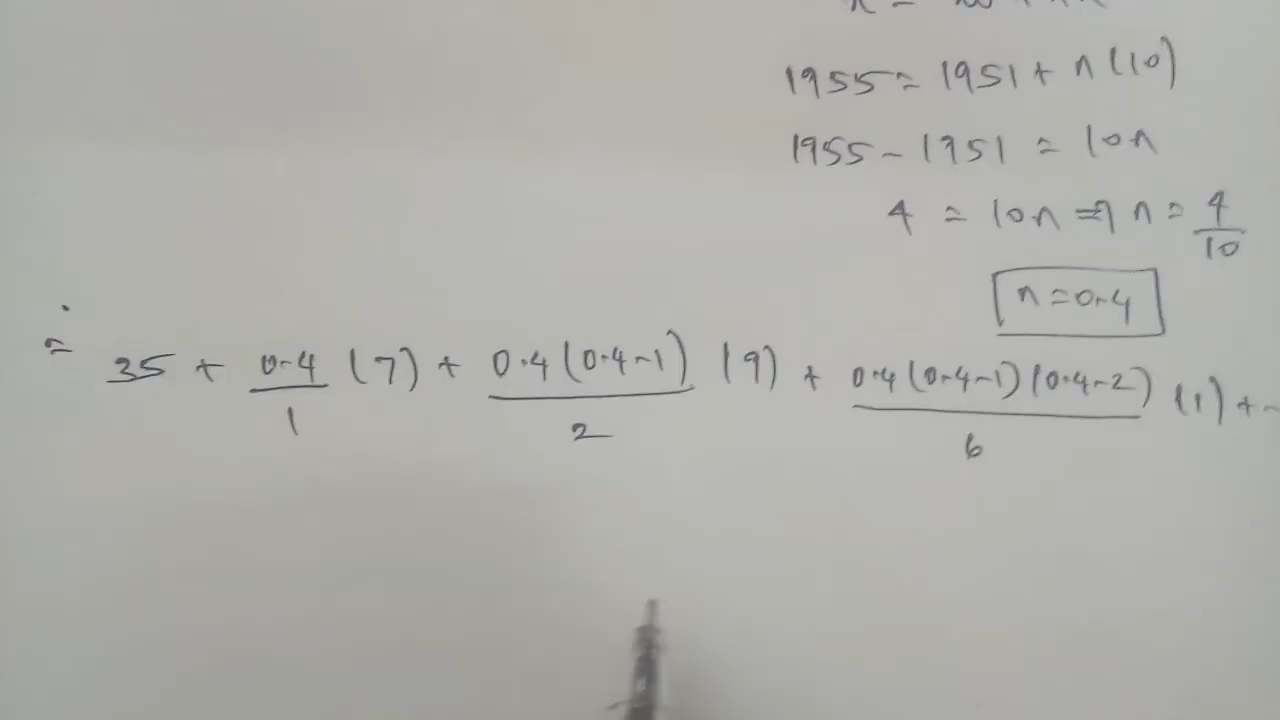 1955 = 1951 + n(10)
1955 - 1951 = 10n
4 = 10n ⇒ n = 4/10
n = 0.4
= 35 + 0.4/1 (7) + 0.4(0.4-1)/2 (9) + 0.4(0.4-1)(0.4-2)/6 (1) + -